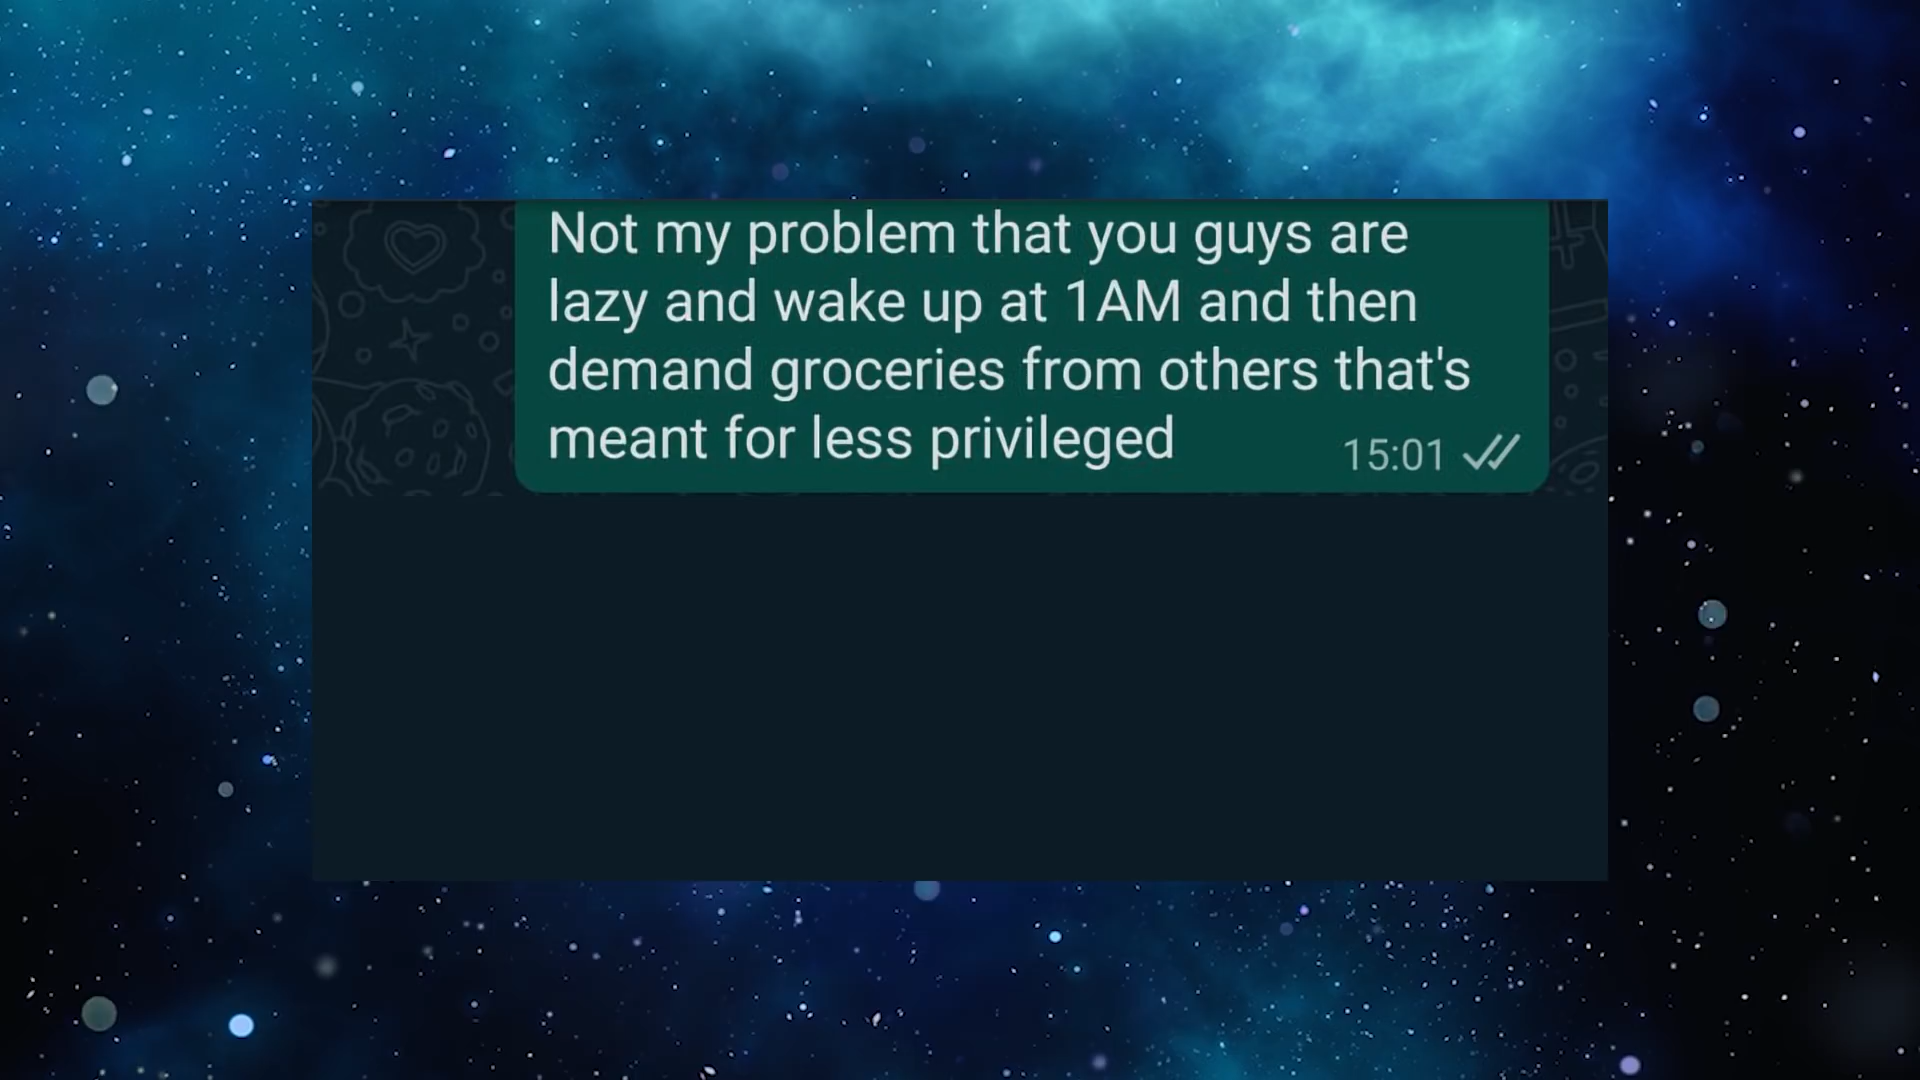 Not my problem that you guys are
lazy and wake up at 1AM and then
demand groceries from others that's
meant for less privileged
15:01